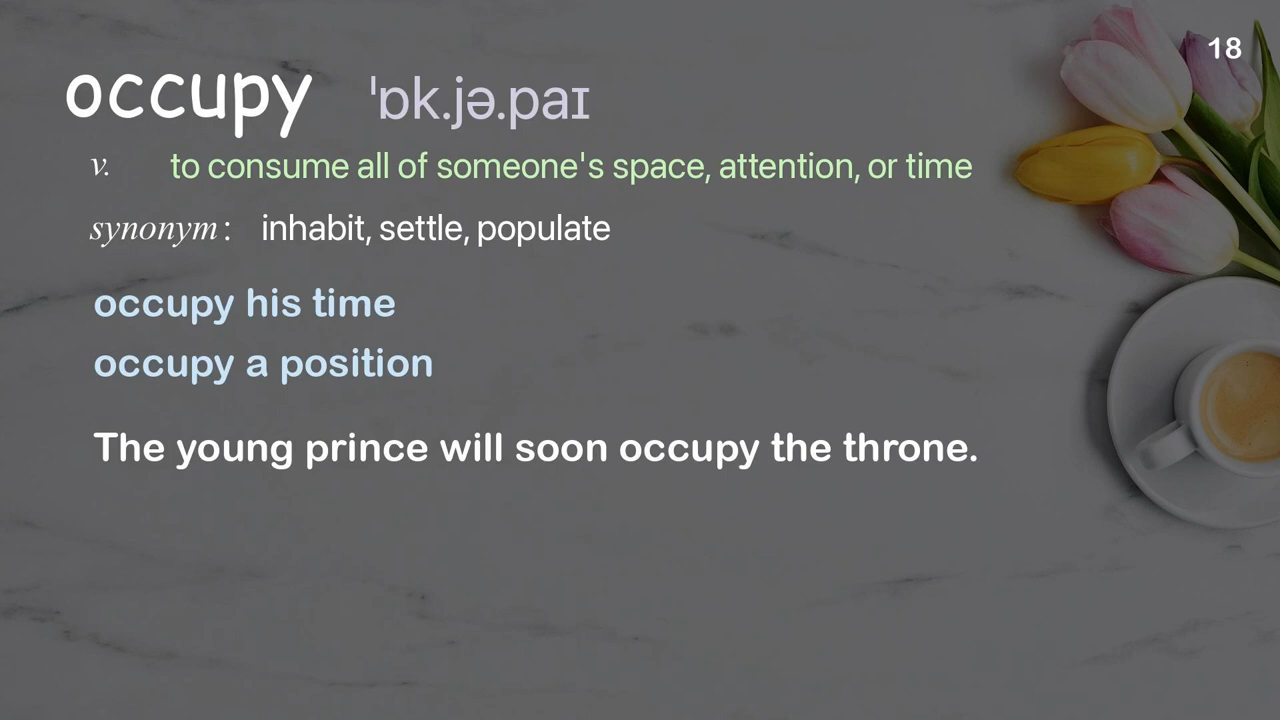 18
occupy ˈɒk.jə.paɪ
v. to consume all of someone's space, attention, or time
synonym: inhabit, settle, populate
occupy his time
occupy a position
The young prince will soon occupy the throne.